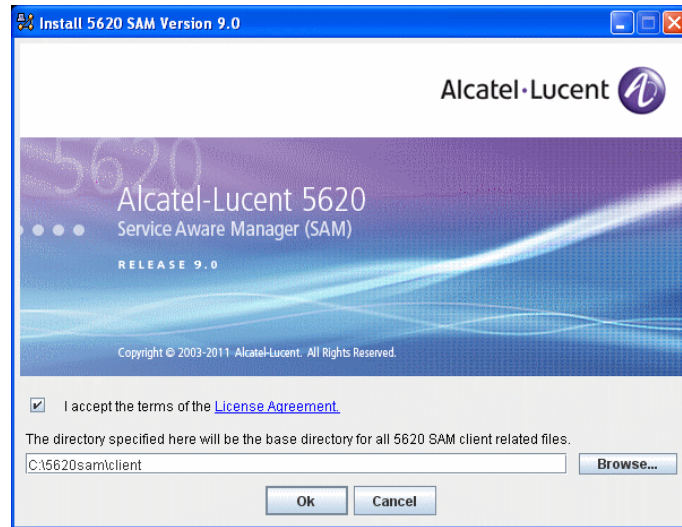 Install 5620 SAM Version 9.0
Alcatel·Lucent
5620
Alcatel-Lucent 5620
Service Aware Manager (SAM)
RELEASE 9.0
Copyright © 2003-2011 Alcatel-Lucent. All Rights Reserved.
I accept the terms of the License Agreement.
The directory specified here will be the base directory for all 5620 SAM client related files.
C:\5620sam\client
Browse...
Ok
Cancel